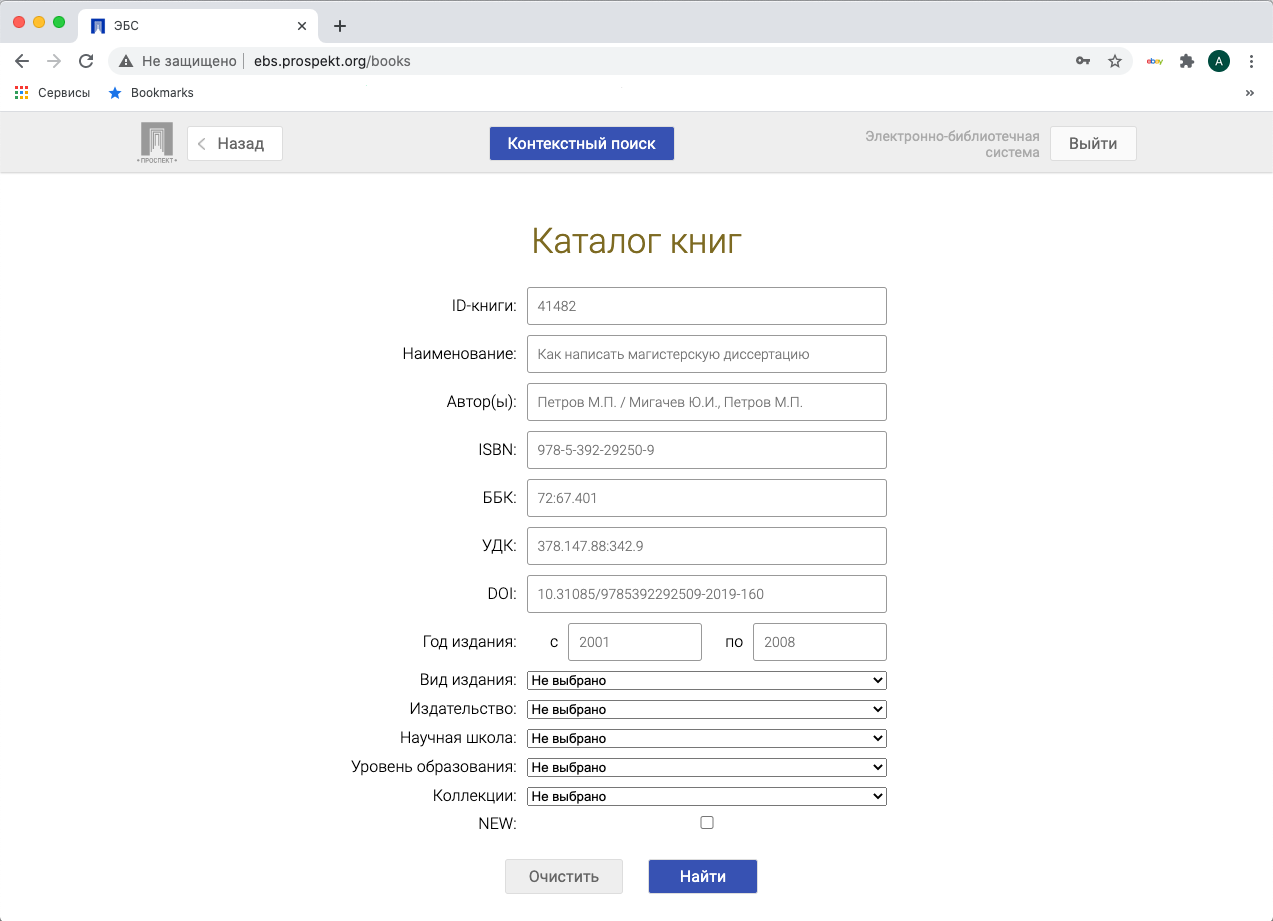 ЭБС
Не защищено ebs.prospekt.org/books
ebay
A
Сервисы Bookmarks
•ПРОСПЕКТ•
Назад
Контекстный поиск
Электронно-библиотечная
система
Выйти
Каталог книг
ID-книги: 41482
Наименование: Как написать магистерскую диссертацию
Автор(ы): Петров М.П. / Мигачев Ю.И., Петров М.П.
ISBN: 978-5-392-29250-9
ББК: 72:67.401
УДК: 378.147.88:342.9
DOI: 10.31085/9785392292509-2019-160
Год издания: с 2001 по 2008
Вид издания: Не выбрано
Издательство: Не выбрано
Научная школа: Не выбрано
Уровень образования: Не выбрано
Коллекции: Не выбрано
NEW:
Очистить Найти